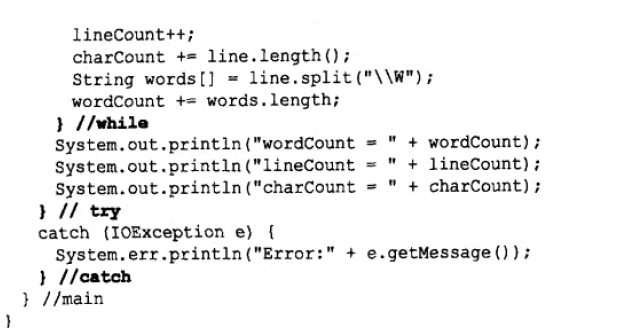 lineCount++;
charCount += line.length();
String words[] = line.split("\\W");
wordCount += words.length;
} //while
System.out.println("wordCount = " + wordCount);
System.out.println("lineCount = " + lineCount);
System.out.println("charCount = " + charCount);
} // try
catch (IOException e) {
System.err.println("Error:" + e.getMessage());
} //catch
} //main
}